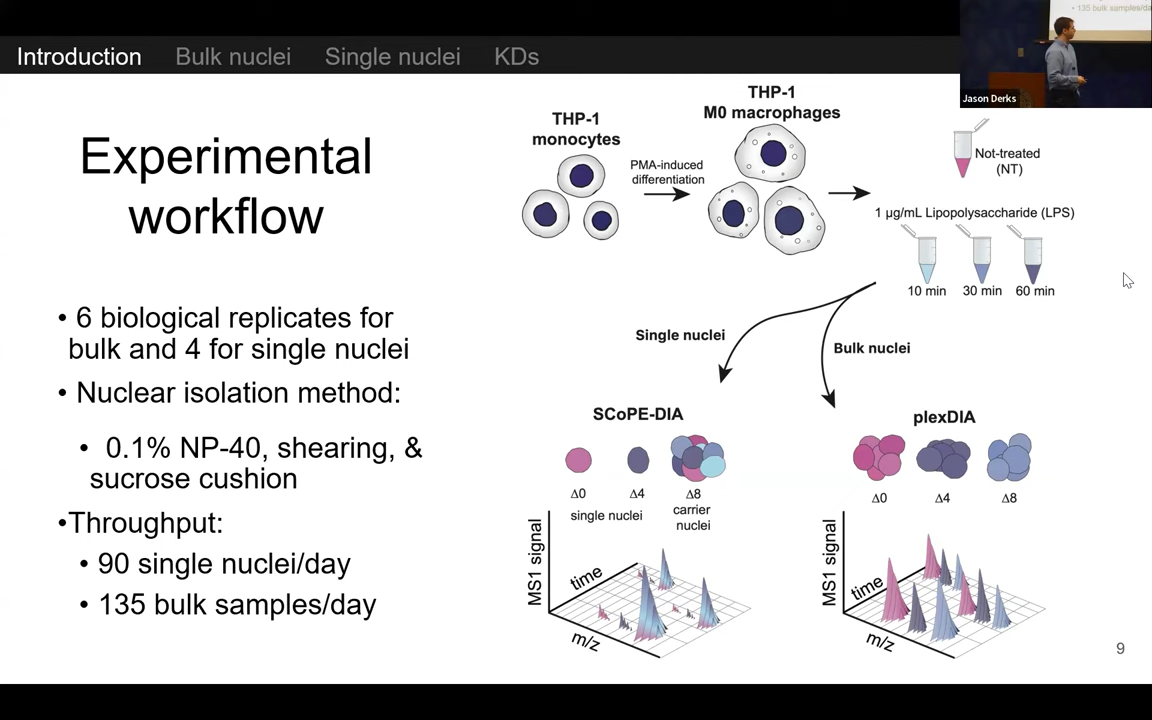 Introduction
Bulk nuclei
Single nuclei
KDs
• 135 bulk samples/da
Jason Derks
Experimental
workflow
• 6 biological replicates for
bulk and 4 for single nuclei
• Nuclear isolation method:
• 0.1% NP-40, shearing, &
sucrose cushion
•Throughput:
• 90 single nuclei/day
• 135 bulk samples/day
THP-1
monocytes
PMA-induced
differentiation
THP-1
M0 macrophages
Not-treated
(NT)
1 µg/mL Lipopolysaccharide (LPS)
10 min
30 min
60 min
Single nuclei
Bulk nuclei
SCoPE-DIA
Δ0
Δ4
Δ8
single nuclei
carrier
nuclei
MS1 signal
time
m/z
plexDIA
Δ0
Δ4
Δ8
MS1 signal
time
m/z
9